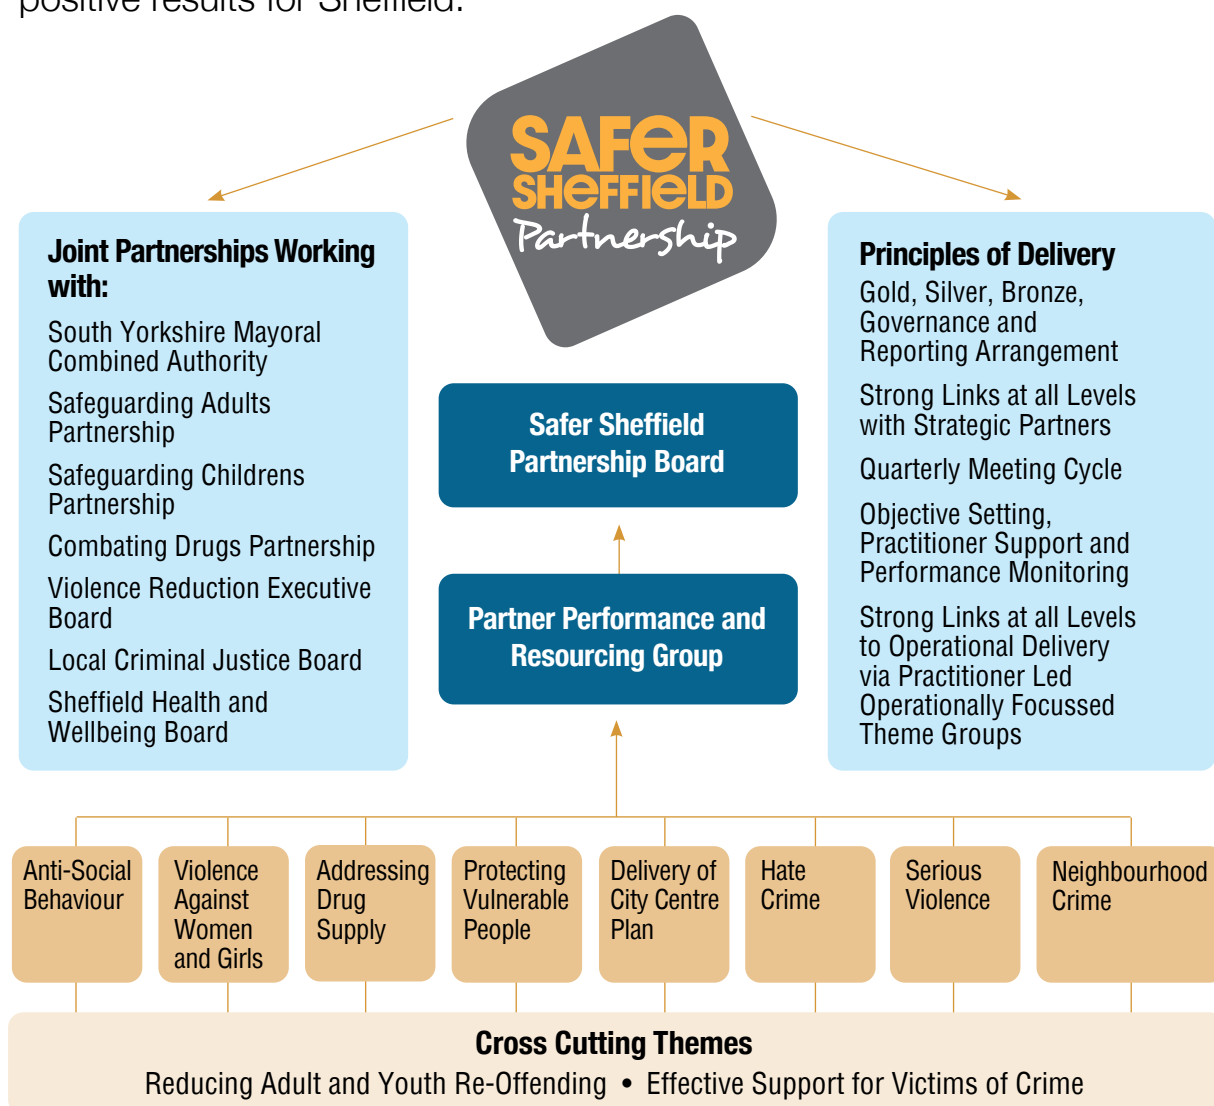 positive results for Sheffield.
SAFER
SHEFFIELD
Partnership
Joint Partnerships Working
with:
South Yorkshire Mayoral
Combined Authority
Safeguarding Adults
Partnership
Safeguarding Childrens
Partnership
Combating Drugs Partnership
Violence Reduction Executive
Board
Local Criminal Justice Board
Sheffield Health and
Wellbeing Board
Safer Sheffield
Partnership Board
Partner Performance and
Resourcing Group
Principles of Delivery
Gold, Silver, Bronze,
Governance and
Reporting Arrangement
Strong Links at all Levels
with Strategic Partners
Quarterly Meeting Cycle
Objective Setting,
Practitioner Support and
Performance Monitoring
Strong Links at all Levels
to Operational Delivery
via Practitioner Led
Operationally Focussed
Theme Groups
Anti-Social
Behaviour
Violence
Against
Women
and Girls
Addressing
Drug
Supply
Protecting
Vulnerable
People
Delivery of
City Centre
Plan
Hate
Crime
Serious
Violence
Neighbourhood
Crime
Cross Cutting Themes
Reducing Adult and Youth Re-Offending • Effective Support for Victims of Crime